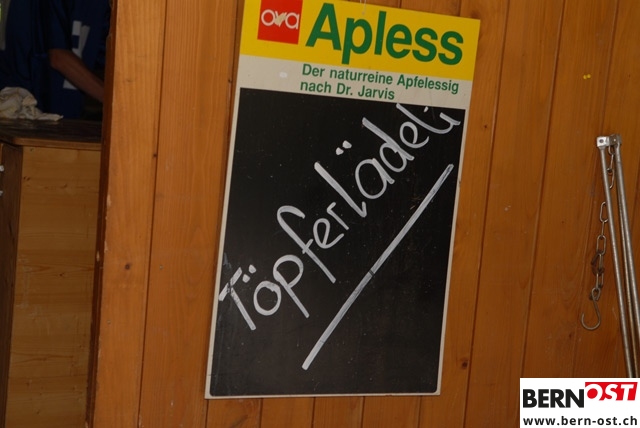 ova
Apless
Der naturreine Apfelessig
nach Dr. Jarvis
Töpferlädeli
BERNOST
www.bern-ost.ch